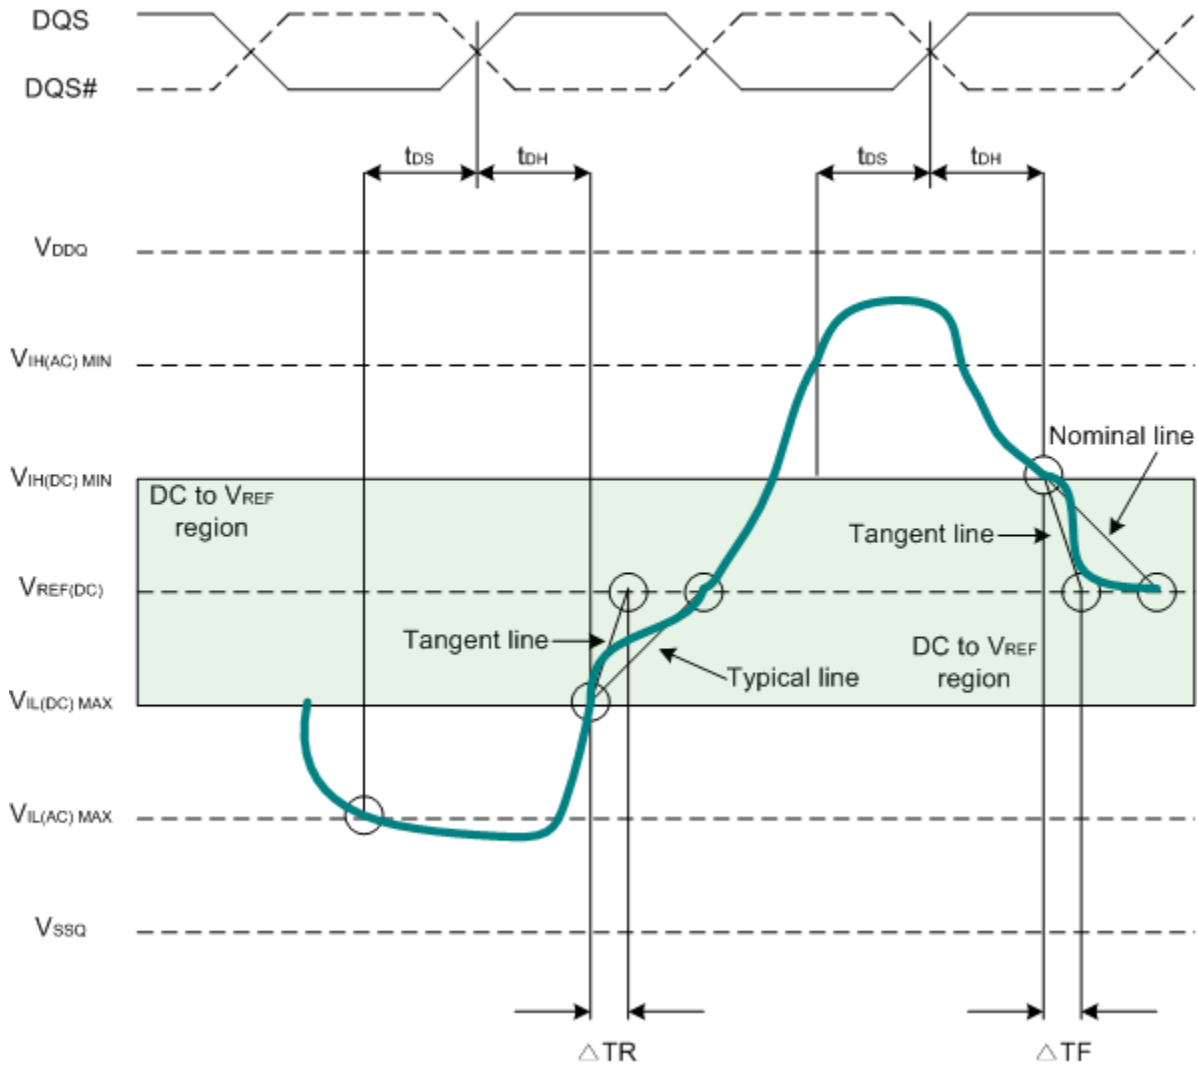 DQS
DQS#
tDS
tDH
tDS
tDH
VDDQ
VIH(AC) MIN
Nominal line
VIH(DC) MIN
DC to VREF
region
Tangent line
VREF(DC)
Tangent line
DC to VREF
region
Typical line
VIL(DC) MAX
VIL(AC) MAX
VSSQ
△TR
△TF